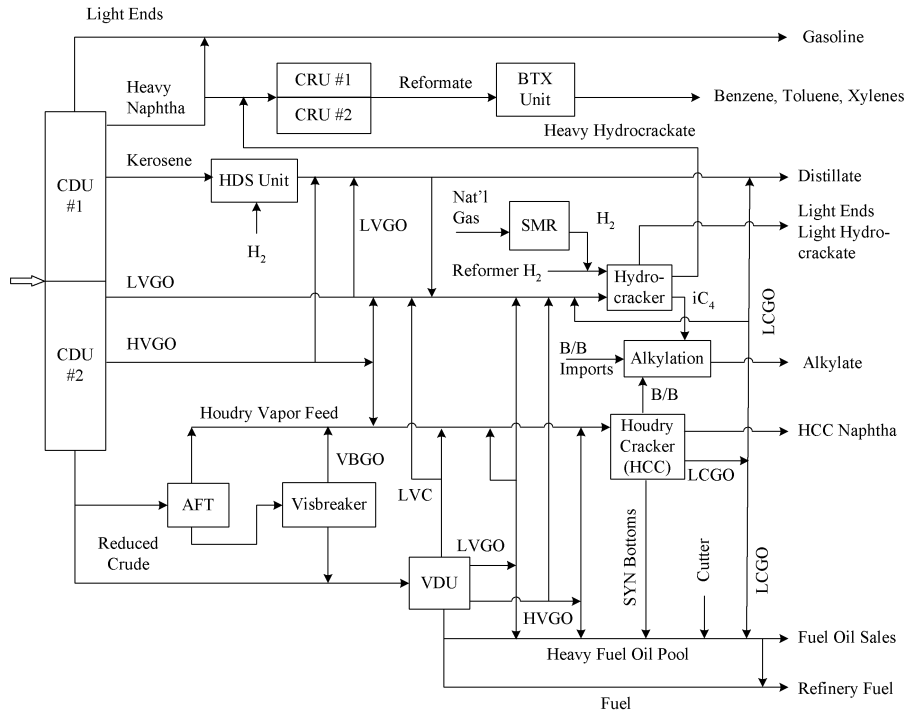 Light Ends
Gasoline
Heavy
Naphtha
CRU #1
CRU #2
Reformate
BTX
Unit
Benzene, Toluene, Xylenes
Heavy Hydrocrackate
CDU
#1
Kerosene
HDS Unit
H2
LVGO
Distillate
Nat'l
Gas
SMR
H2
Light Ends
Light Hydro-
crackate
Reformer H2
Hydro-
cracker
LVGO
iC4
LCGO
CDU
#2
HVGO
B/B
Imports
Alkylation
Alkylate
B/B
Houdry Vapor Feed
Houdry
Cracker
(HCC)
HCC Naphtha
LCGO
VBGO
AFT
Visbreaker
LVC
Reduced
Crude
LVGO
VDU
HVGO
SYN Bottoms
Cutter
LCGO
Heavy Fuel Oil Pool
Fuel Oil Sales
Fuel
Refinery Fuel